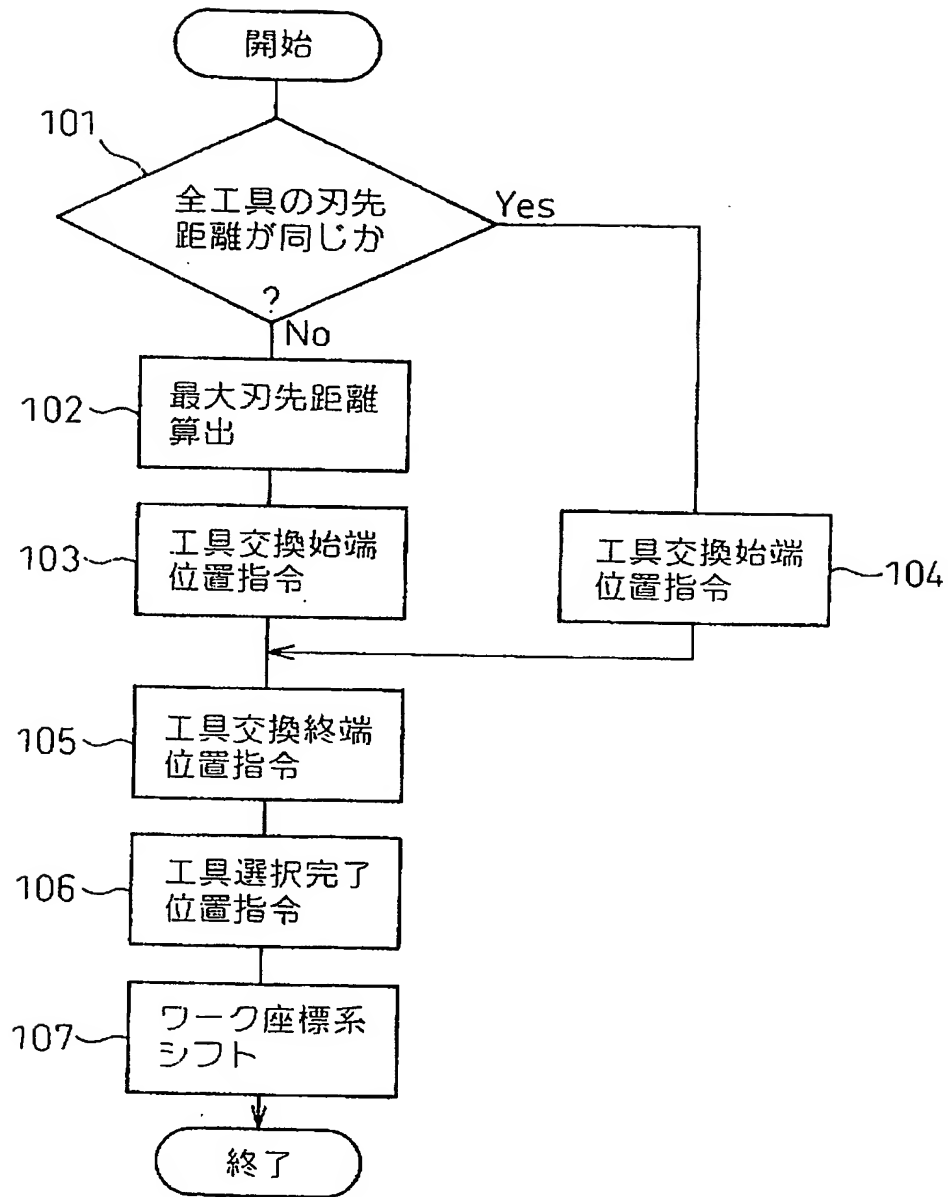 開始
101
全工具の刃先
距離が同じか
?
Yes
No
102
最大刃先距離
算出
103
工具交換始端
位置指令
工具交換始端
位置指令
104
105
工具交換終端
位置指令
106
工具選択完了
位置指令
107
ワーク座標系
シフト
終了